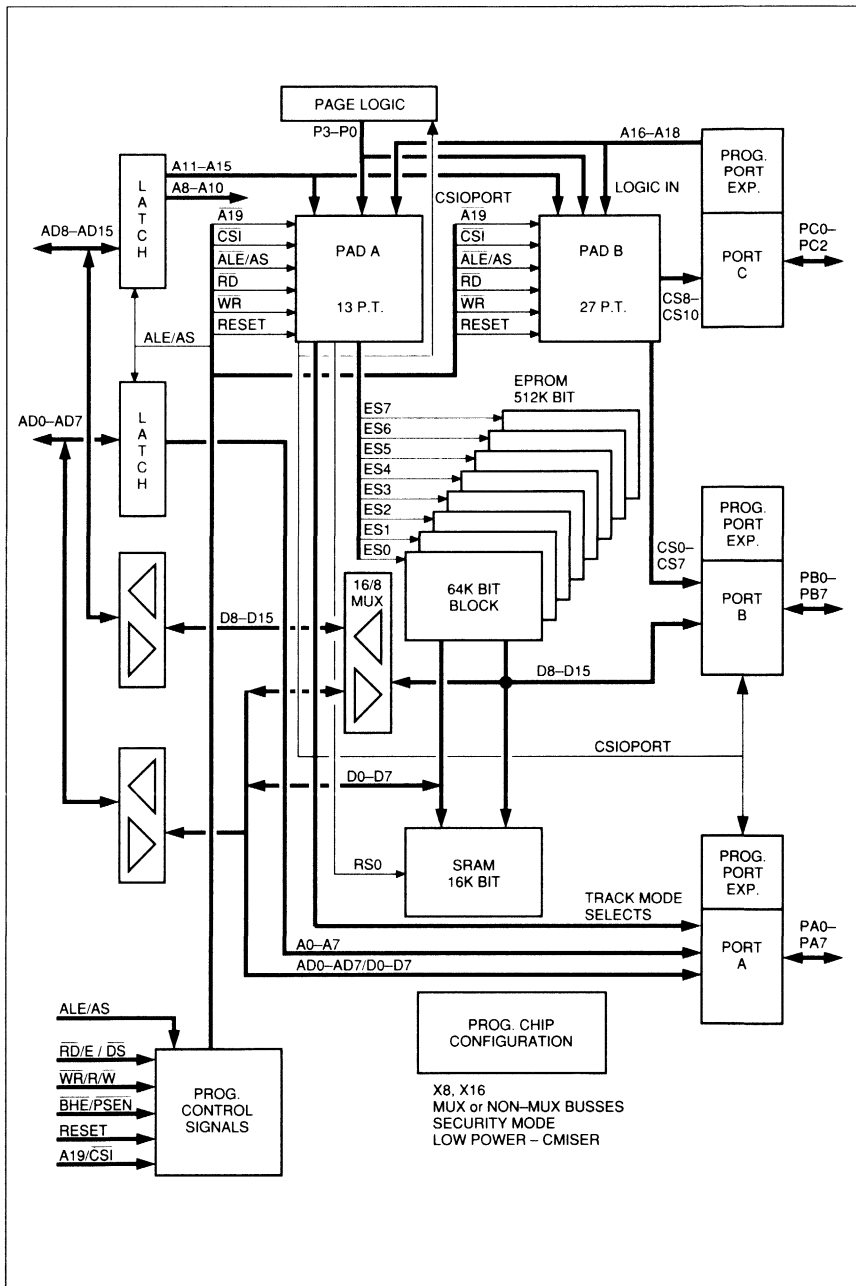 PAGE LOGIC
P3–P0
A16–A18
PROG.
PORT
EXP.
A11–A15
A8–A10
LATCH
CSIOPORT
LOGIC IN
AD8–AD15
A19
CSI
ALE/AS
RD
WR
RESET
PAD A
13 P.T.
A19
CSI
ALE/AS
RD
WR
RESET
PAD B
27 P.T.
PORT
C
PC0–
PC2
CS8–
CS10
ALE/AS
EPROM
512K BIT
AD0–AD7
LATCH
ES7
ES6
ES5
ES4
ES3
ES2
ES1
ES0
PROG.
PORT
EXP.
CS0–
CS7
16/8
MUX
64K BIT
BLOCK
PORT
B
PB0–
PB7
D8–D15
D8–D15
CSIOPORT
D0–D7
SRAM
16K BIT
RS0
PROG.
PORT
EXP.
TRACK MODE
SELECTS
PORT
A
PA0–
PA7
A0–A7
AD0–AD7/D0–D7
ALE/AS
RD/E / DS
WR/R/W
BHE/PSEN
RESET
A19/CSI
PROG.
CONTROL
SIGNALS
PROG. CHIP
CONFIGURATION
X8, X16
MUX or NON–MUX BUSSES
SECURITY MODE
LOW POWER – CMISER